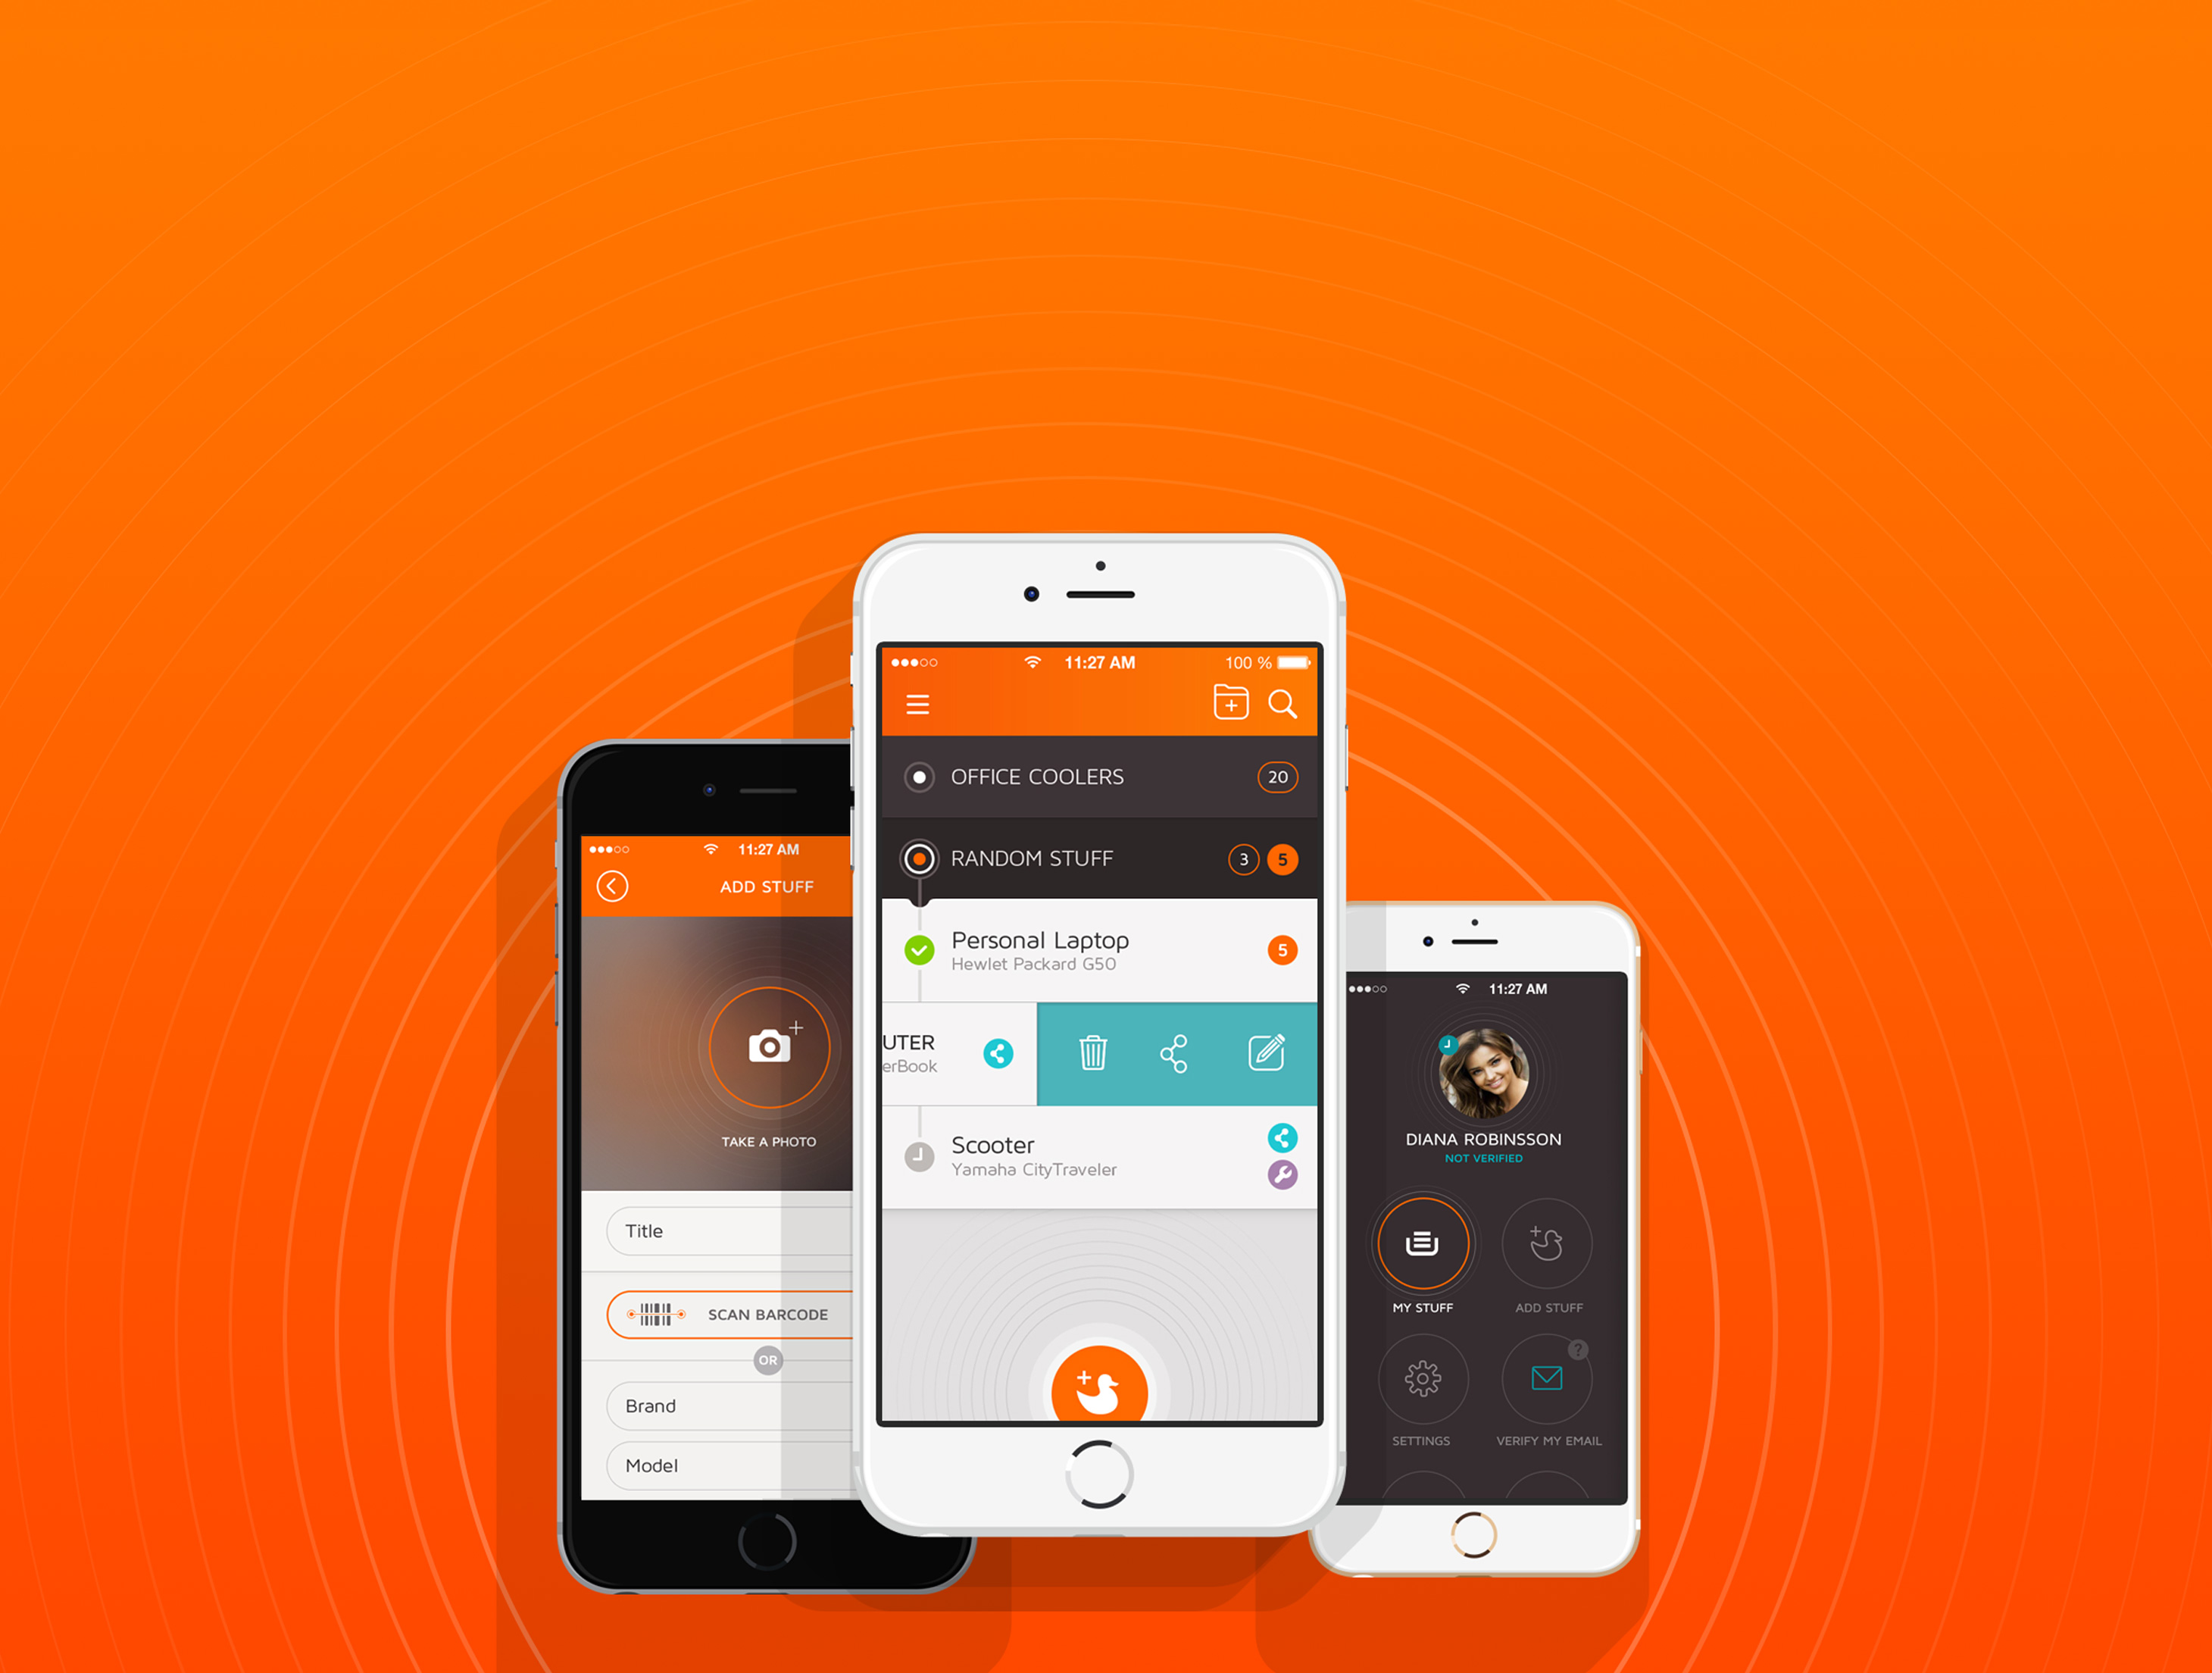 11:27 AM
ADD STUFF
TAKE A PHOTO
Title
SCAN BARCODE
OR
Brand
Model
11:27 AM 100 %
OFFICE COOLERS 20
RANDOM STUFF 3 5
Personal Laptop
Hewlet Packard G50
5
UTER
erBook
Scooter
Yamaha CityTraveler
11:27 AM
DIANA ROBINSSON
NOT VERIFIED
MY STUFF ADD STUFF
?
SETTINGS VERIFY MY EMAIL